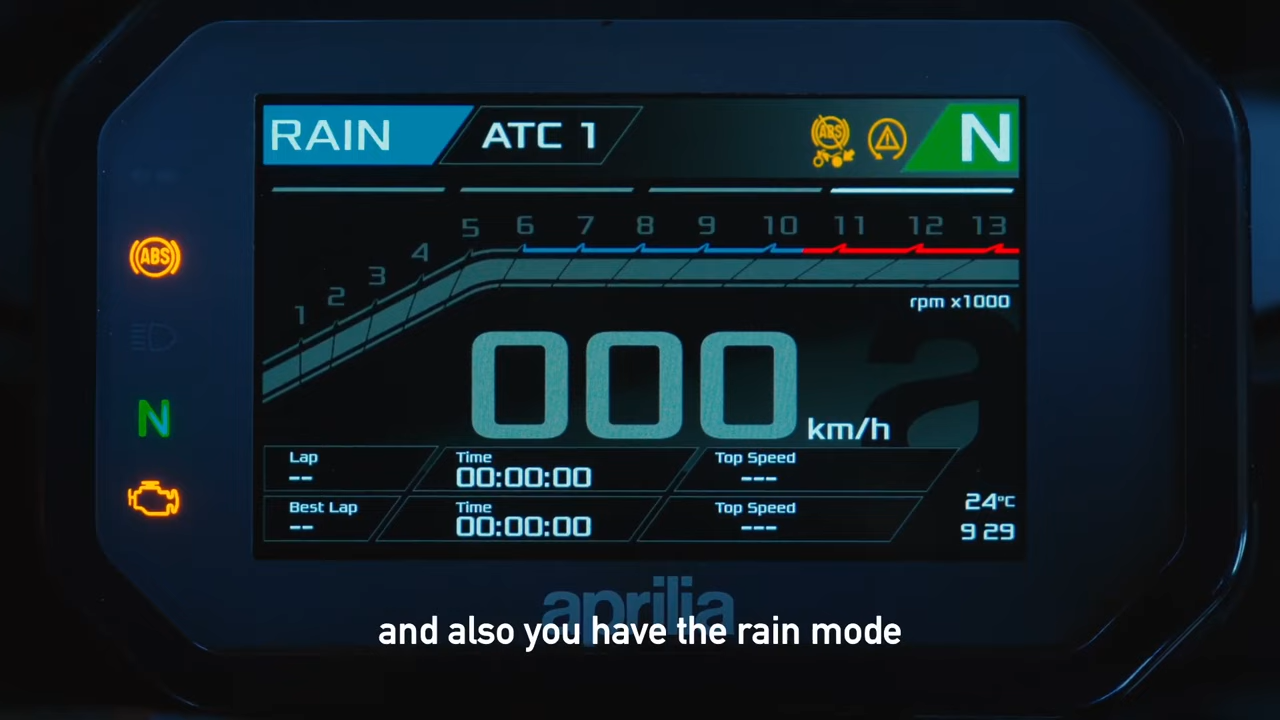 RAIN
ATC 1
ABS
N
1 2 3 4 5 6 7 8 9 10 11 12 13
rpm x1000
ABS
N
000 km/h
Lap
--
Time
00:00:00
Top Speed
---
Best Lap
--
Time
00:00:00
Top Speed
---
24°C
9 29
aprilia
and also you have the rain mode